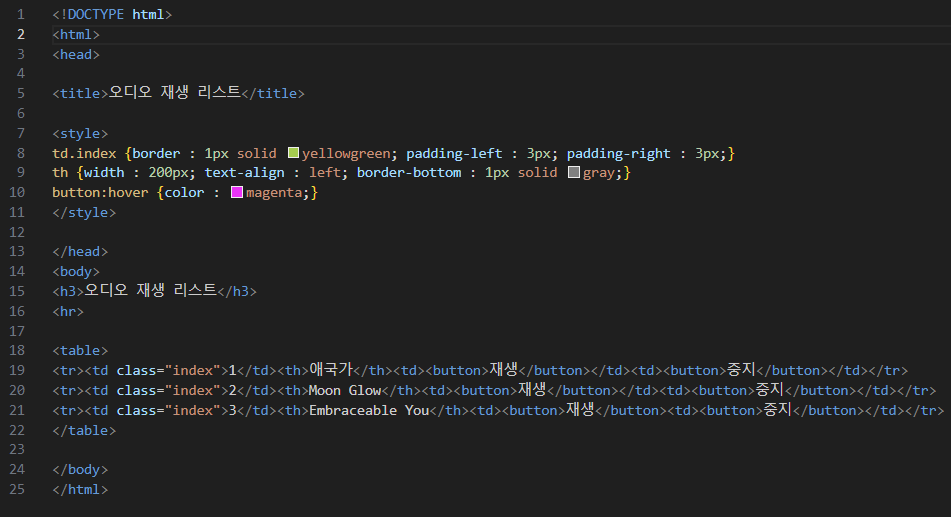 1 <!DOCTYPE html>
2 <html>
3 <head>
4
5 <title>오디오 재생 리스트</title>
6
7 <style>
8 td.index {border : 1px solid yellowgreen; padding-left : 3px; padding-right : 3px;}
9 th {width : 200px; text-align : left; border-bottom : 1px solid gray;}
10 button:hover {color : magenta;}
11 </style>
12
13 </head>
14 <body>
15 <h3>오디오 재생 리스트</h3>
16 <hr>
17
18 <table>
19 <tr><td class="index">1</td><th>애국가</th><td><button>재생</button></td><td><button>중지</button></td></tr>
20 <tr><td class="index">2</td><th>Moon Glow</th><td><button>재생</button></td><td><button>중지</button></td></tr>
21 <tr><td class="index">3</td><th>Embraceable You</th><td><button>재생</button><td><button>중지</button></td></tr>
22 </table>
23
24 </body>
25 </html>